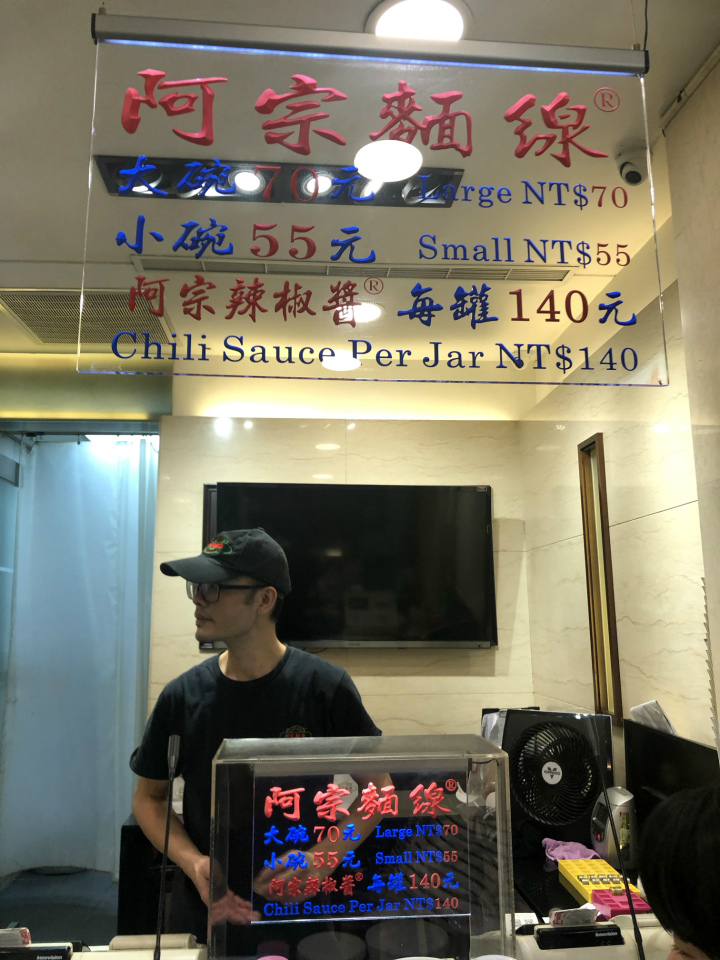 阿宗麵線®
大碗70元 Large NT$70
小碗55元 Small NT$55
阿宗辣椒醬® 每罐140元
Chili Sauce Per Jar NT$140
阿宗麵線®
大碗70元 Large NT$70
小碗55元 Small NT$55
阿宗辣椒醬® 每罐140元
Chili Sauce Per Jar NT$140